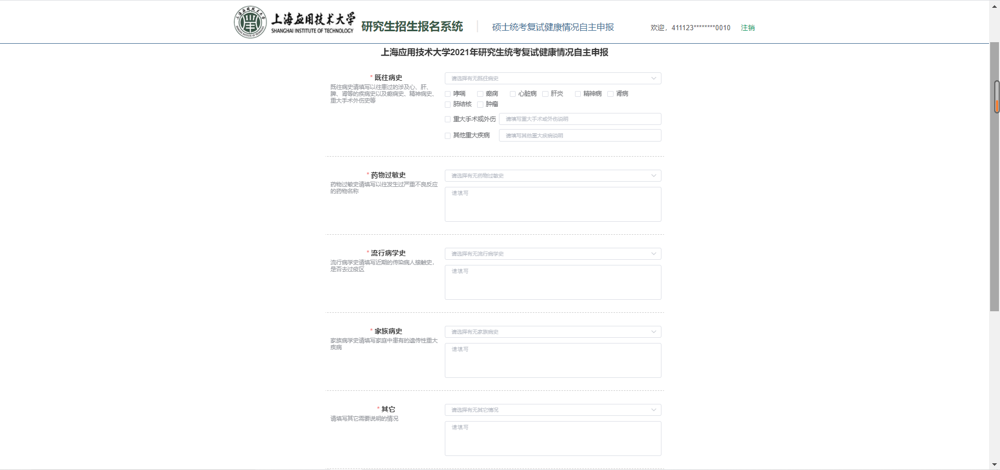 上海应用技术大学
SHANGHAI INSTITUTE OF TECHNOLOGY
研究生招生报名系统
硕士统考复试健康情况自主申报
欢迎，411123********0010 注销
上海应用技术大学2021年研究生统考复试健康情况自主申报
* 既往病史
既往病史请填写以往患过的涉及心、肝、
脾、肾等的疾病史以及癫痫史、精神病史、
重大手术外伤史等
请选择有无既往病史
哮喘 癫痫 心脏病 肝炎 精神病 肾病
肺结核 肿瘤
重大手术或外伤 请填写重大手术或外伤说明
其他重大疾病 请填写其他重大疾病说明
* 药物过敏史
药物过敏史请填写以往发生过严重不良反应
的药物名称
请选择有无药物过敏史
请填写
* 流行病学史
流行病学史请填写近期的传染病人接触史，
是否去过疫区
请选择有无流行病学史
请填写
* 家族病史
家族病学史请填写家庭中患有的遗传性重大
疾病
请选择有无家族病史
请填写
* 其它
请填写其它需要说明的情况
请选择有无其它情况
请填写